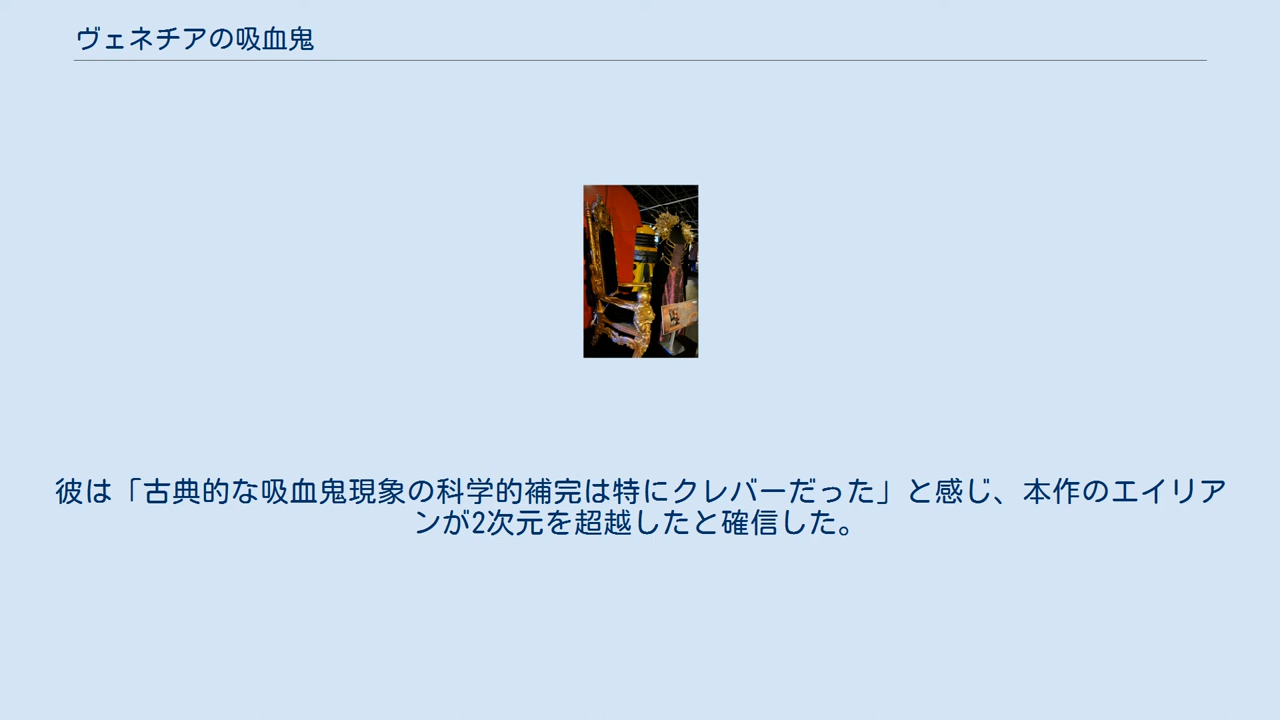 ヴェネチアの吸血鬼
彼は「古典的な吸血鬼現象の科学的補完は特にクレバーだった」と感じ、本作のエイリア
ンが2次元を超越したと確信した。